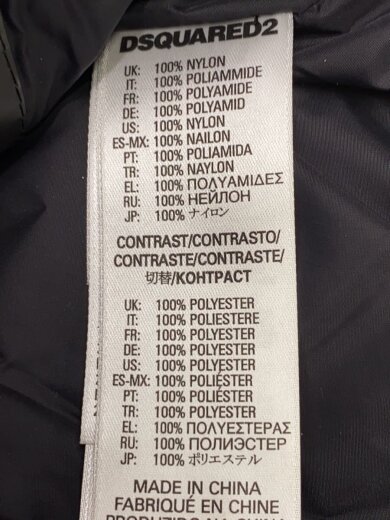 DSQUARED2
UK: 100% NYLON
IT: 100% POLIAMMIDE
FR: 100% POLYAMIDE
DE: 100% POLYAMID
US: 100% NYLON
ES-MX: 100% NAILON
PT: 100% POLIAMIDA
TR: 100% NAYLON
EL: 100% ΠΟΛΥΑΜΙΔΕΣ
RU: 100% НЕЙЛОН
JP: 100% ナイロン
CONTRAST/CONTRASTO/
CONTRASTE/CONTRASTE/
切替/КОНТРАСТ
UK: 100% POLYESTER
IT: 100% POLIESTERE
FR: 100% POLYESTER
DE: 100% POLYESTER
US: 100% POLYESTER
ES-MX: 100% POLIÉSTER
PT: 100% POLIÉSTER
TR: 100% POLYESTER
EL: 100% ΠΟΛΥΕΣΤΕΡΑΣ
RU: 100% ПОЛИЭСТЕР
JP: 100% ポリエステル
MADE IN CHINA
FABRIQUÉ EN CHINE